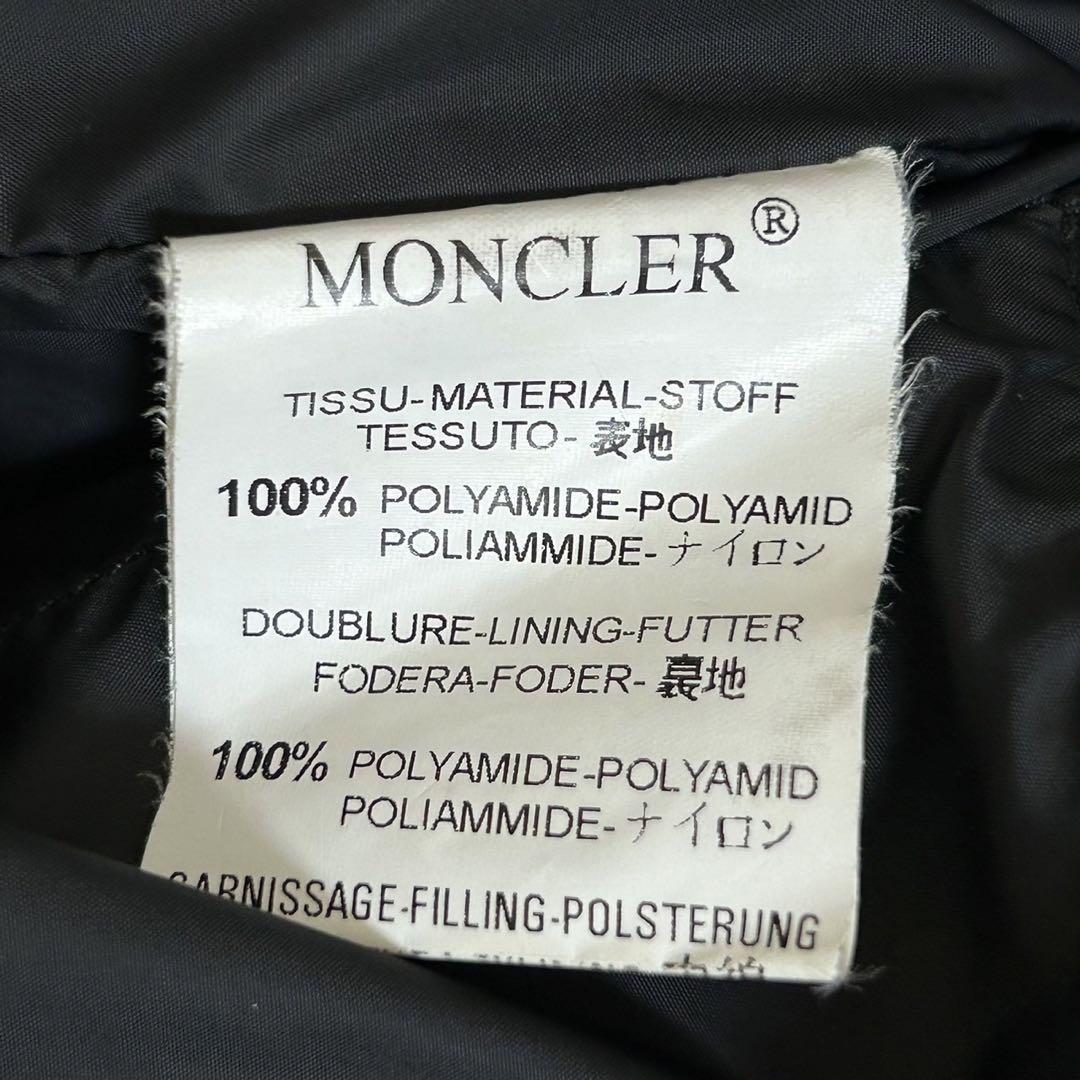 MONCLER®
TISSU-MATERIAL-STOFF
TESSUTO-表地
100% POLYAMIDE-POLYAMID
POLIAMMIDE-ナイロン
DOUBLURE-LINING-FUTTER
FODERA-FODER-裏地
100% POLYAMIDE-POLYAMID
POLIAMMIDE-ナイロン
GARNISSAGE-FILLING-POLSTERUNG